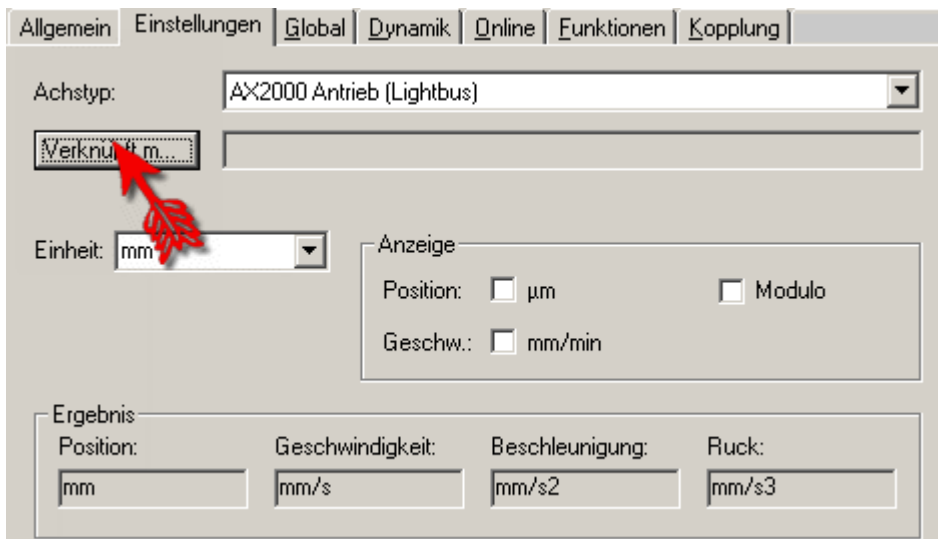 Allgemein Einstellungen Global Dynamik Online Funktionen Kopplung
Achstyp: AX2000 Antrieb (Lightbus)
Verknüpft m...
Einheit: mm
Anzeige
Position: µm Modulo
Geschw.: mm/min
Ergebnis
Position: Geschwindigkeit: Beschleunigung: Ruck:
mm mm/s mm/s2 mm/s3